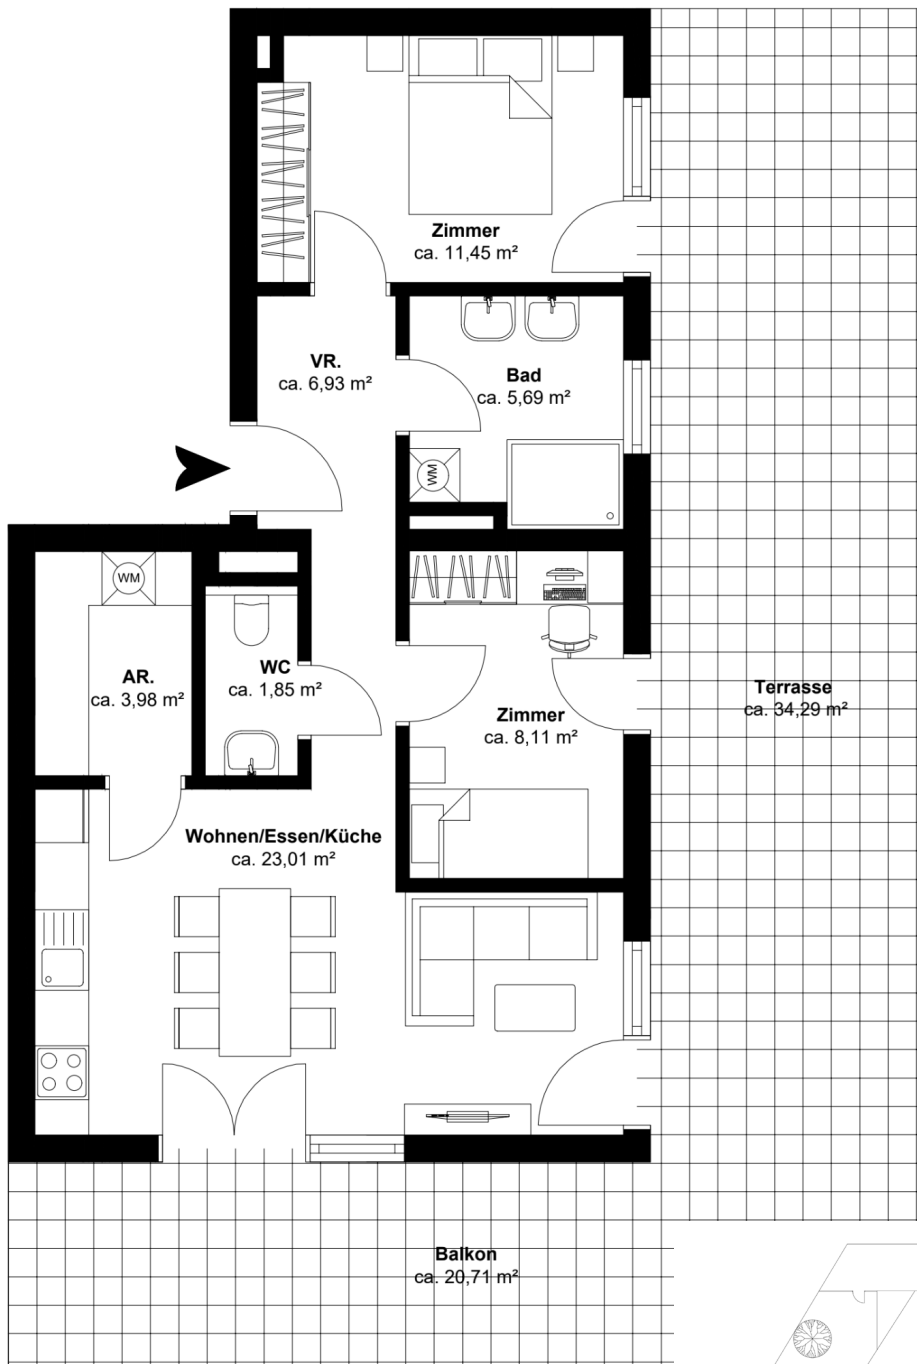 Zimmer
ca. 11,45 m²
VR.
ca. 6,93 m²
Bad
ca. 5,69 m²
WM
WM
AR.
ca. 3,98 m²
WC
ca. 1,85 m²
Zimmer
ca. 8,11 m²
Terrasse
ca. 34,29 m²
Wohnen/Essen/Küche
ca. 23,01 m²
Balkon
ca. 20,71 m²